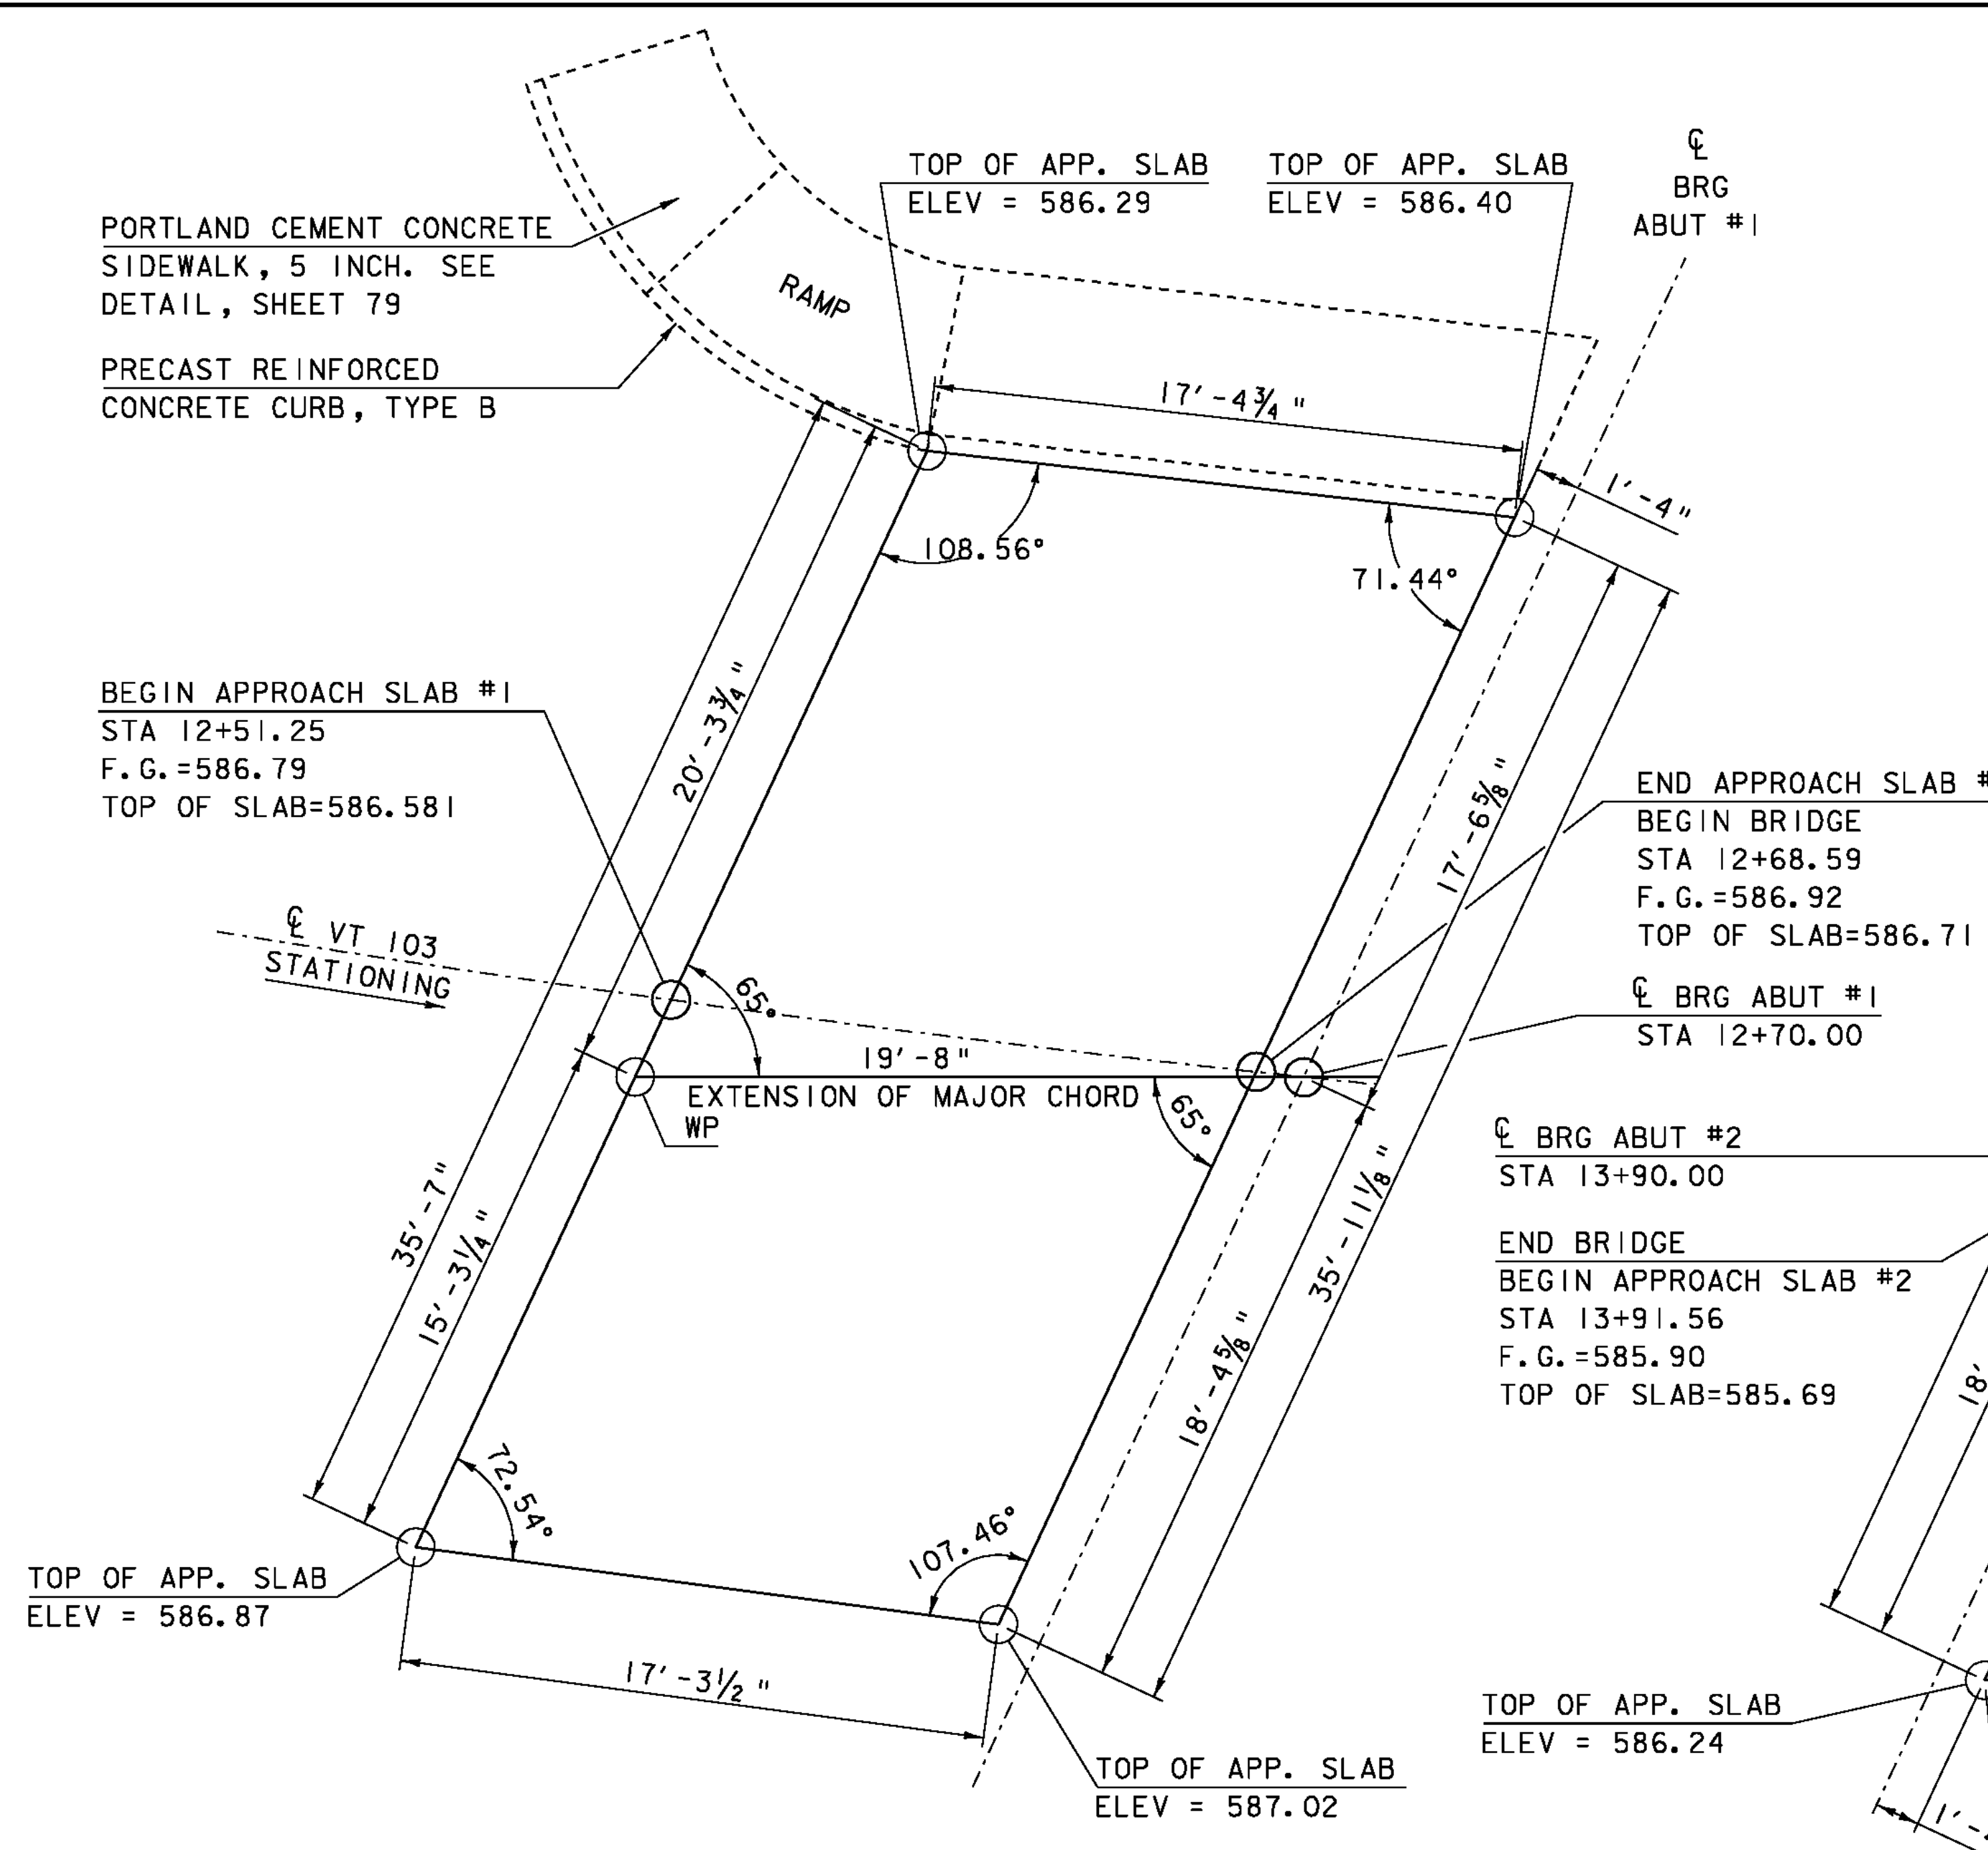 TOP OF APP. SLAB
ELEV = 586.29
TOP OF APP. SLAB
ELEV = 586.40
℄
BRG
ABUT #1
PORTLAND CEMENT CONCRETE
SIDEWALK, 5 INCH. SEE
DETAIL, SHEET 79
RAMP
PRECAST REINFORCED
CONCRETE CURB, TYPE B
17'-4¾"
1'-4"
108.56°
71.44°
BEGIN APPROACH SLAB #1
STA 12+51.25
F.G.=586.79
TOP OF SLAB=586.581
20'-3¾"
17'-6⅝"
END APPROACH SLAB #
BEGIN BRIDGE
STA 12+68.59
F.G.=586.92
TOP OF SLAB=586.71
℄ VT 103
STATIONING
65°
℄ BRG ABUT #1
STA 12+70.00
19'-8"
EXTENSION OF MAJOR CHORD
WP
65°
℄ BRG ABUT #2
STA 13+90.00
35'-7"
15'-3¼"
35'-11⅛"
18'-4⅝"
END BRIDGE
BEGIN APPROACH SLAB #2
STA 13+91.56
F.G.=585.90
TOP OF SLAB=585.69
18'
72.54°
107.46°
TOP OF APP. SLAB
ELEV = 586.87
17'-3½"
TOP OF APP. SLAB
ELEV = 586.24
TOP OF APP. SLAB
ELEV = 587.02
1'-